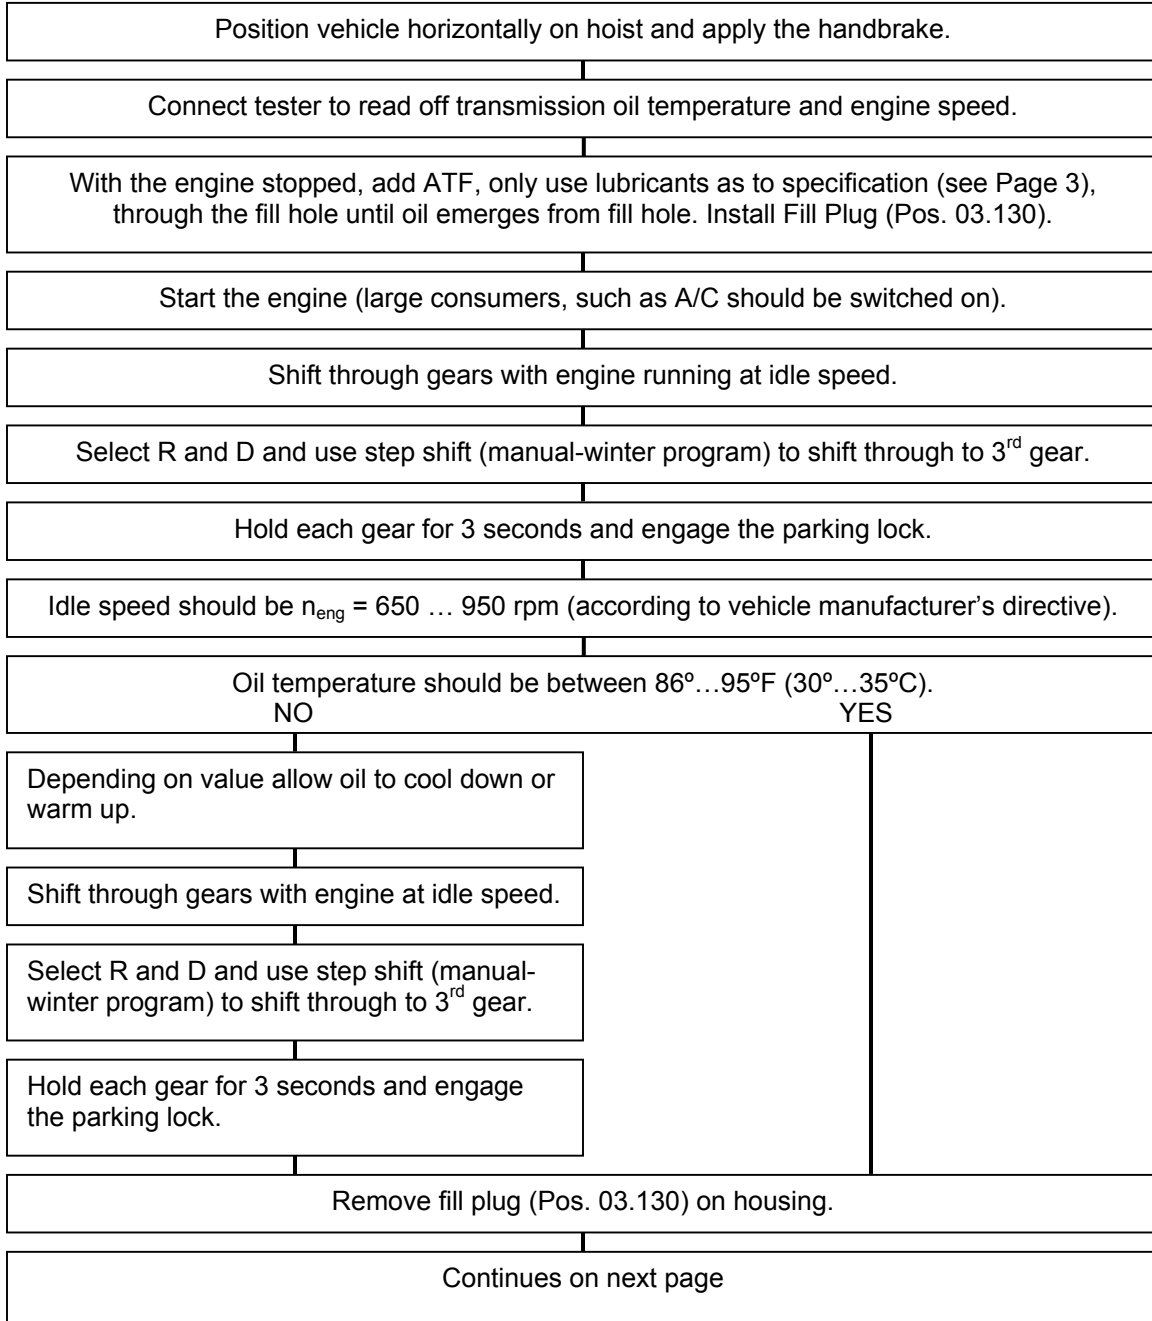 Position vehicle horizontally on hoist and apply the handbrake.
Connect tester to read off transmission oil temperature and engine speed.
With the engine stopped, add ATF, only use lubricants as to specification (see Page 3),
through the fill hole until oil emerges from fill hole. Install Fill Plug (Pos. 03.130).
Start the engine (large consumers, such as A/C should be switched on).
Shift through gears with engine running at idle speed.
Select R and D and use step shift (manual-winter program) to shift through to 3rd gear.
Hold each gear for 3 seconds and engage the parking lock.
Idle speed should be neng = 650 … 950 rpm (according to vehicle manufacturer’s directive).
Oil temperature should be between 86º…95ºF (30º…35ºC).
NO YES
Depending on value allow oil to cool down or
warm up.
Shift through gears with engine at idle speed.
Select R and D and use step shift (manual-
winter program) to shift through to 3rd gear.
Hold each gear for 3 seconds and engage
the parking lock.
Remove fill plug (Pos. 03.130) on housing.
Continues on next page